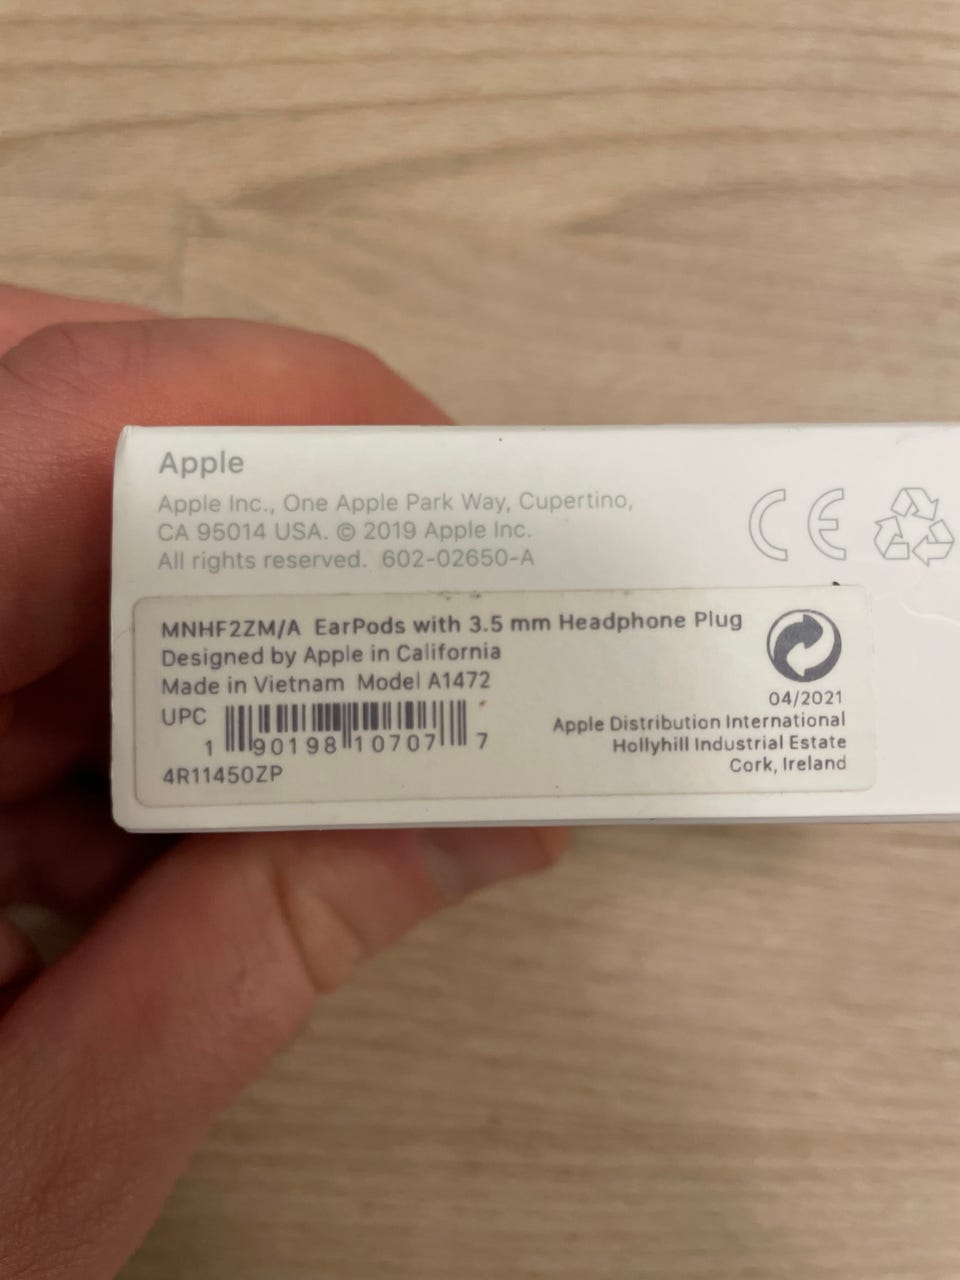 Apple
Apple Inc., One Apple Park Way, Cupertino,
CA 95014 USA. © 2019 Apple Inc.
All rights reserved. 602-02650-A
CE
MNHF2ZM/A EarPods with 3.5 mm Headphone Plug
Designed by Apple in California
Made in Vietnam Model A1472
UPC
1 90198 10707 7
4R11450ZP
04/2021
Apple Distribution International
Hollyhill Industrial Estate
Cork, Ireland